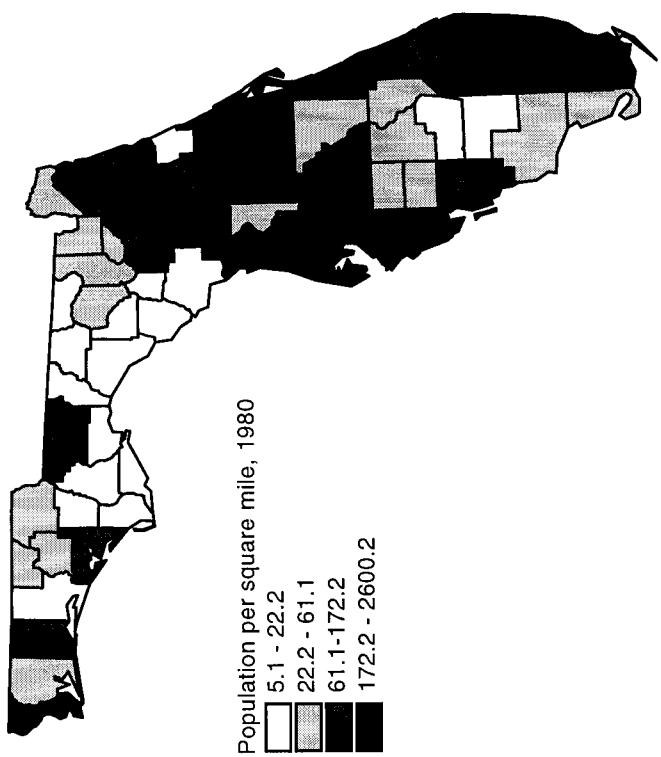 Population per square mile, 1980
5.1 - 22.2
22.2 - 61.1
61.1-172.2
172.2 - 2600.2